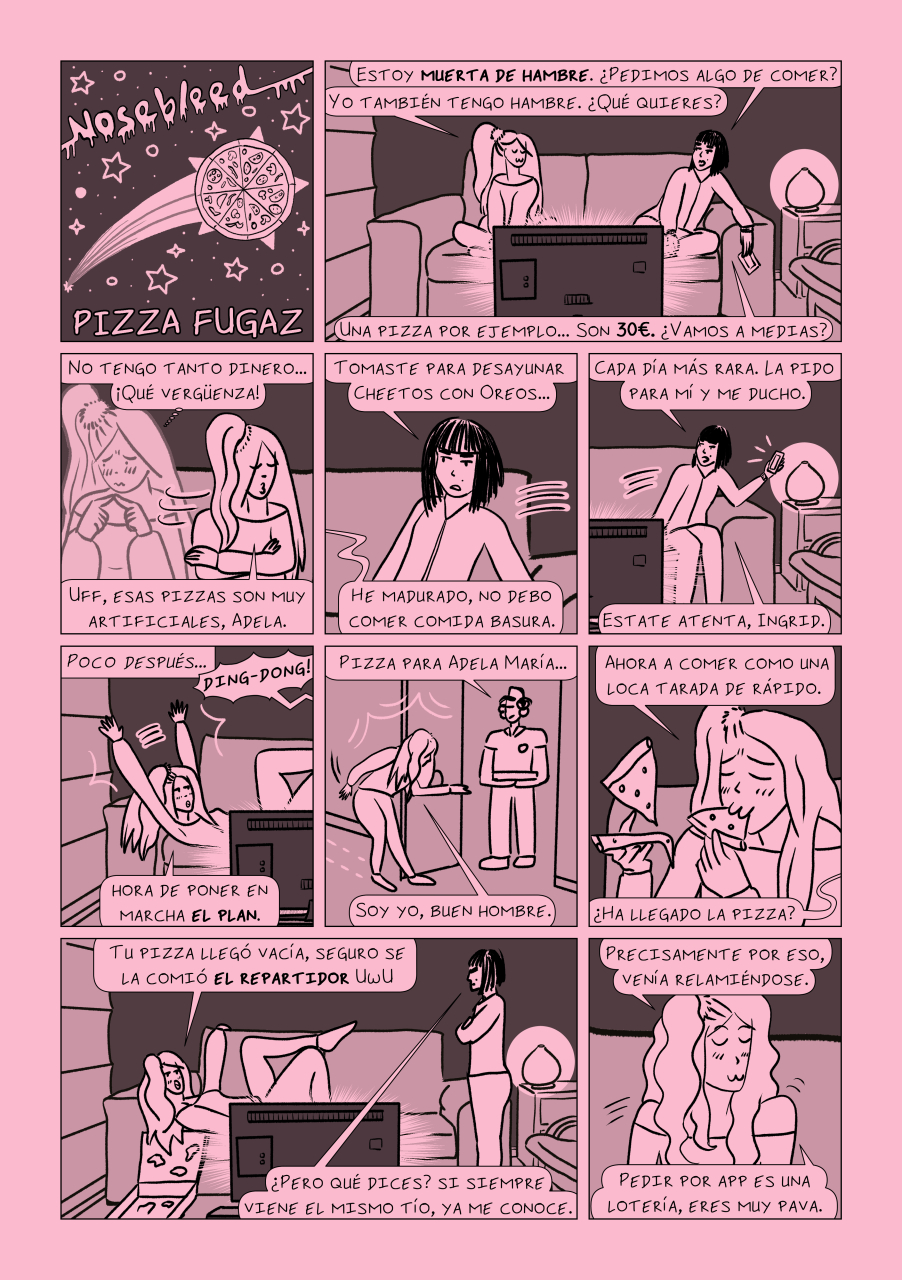 Nosebleed
PIZZA FUGAZ
ESTOY MUERTA DE HAMBRE. ¿PEDIMOS ALGO DE COMER?
YO TAMBIÉN TENGO HAMBRE. ¿QUÉ QUIERES?
UNA PIZZA POR EJEMPLO... SON 30€. ¿VAMOS A MEDIAS?
NO TENGO TANTO DINERO...
¡QUÉ VERGÜENZA!
UFF, ESAS PIZZAS SON MUY
ARTIFICIALES, ADELA.
TOMASTE PARA DESAYUNAR
CHEETOS CON OREOS...
HE MADURADO, NO DEBO
COMER COMIDA BASURA.
CADA DÍA MÁS RARA. LA PIDO
PARA MÍ Y ME DUCHO.
ESTATE ATENTA, INGRID.
POCO DESPUÉS...
DING-DONG!
HORA DE PONER EN
MARCHA EL PLAN.
PIZZA PARA ADELA MARÍA...
SOY YO, BUEN HOMBRE.
AHORA A COMER COMO UNA
LOCA TARADA DE RÁPIDO.
¿HA LLEGADO LA PIZZA?
TU PIZZA LLEGÓ VACÍA, SEGURO SE
LA COMIÓ EL REPARTIDOR UWU
¿PERO QUÉ DICES? SI SIEMPRE
VIENE EL MISMO TÍO, YA ME CONOCE.
PRECISAMENTE POR ESO,
VENÍA RELAMIÉNDOSE.
PEDIR POR APP ES UNA
LOTERÍA, ERES MUY PAVA.